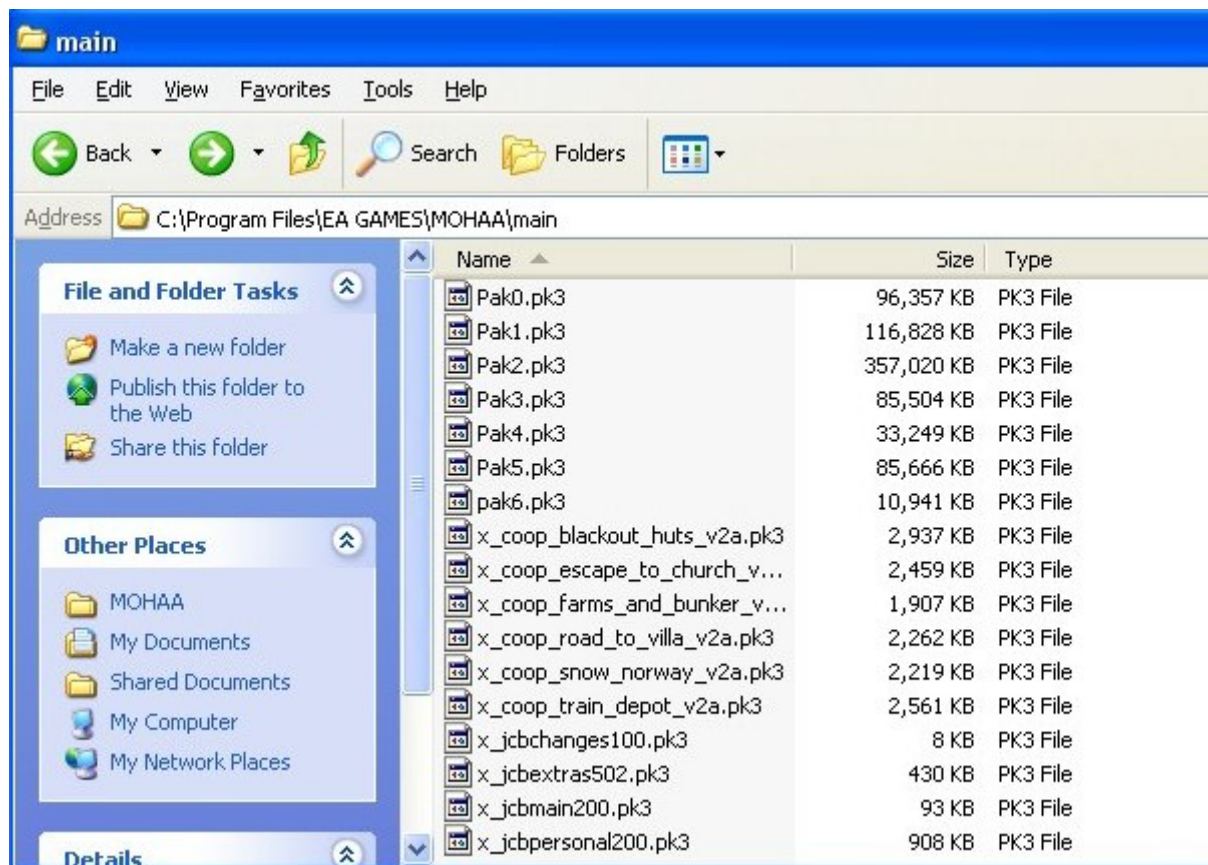 main
File Edit View Favorites Tools Help
Back Search Folders
Address C:\Program Files\EA GAMES\MOHAA\main
File and Folder Tasks
Make a new folder
Publish this folder to
the Web
Share this folder
Other Places
MOHAA
My Documents
Shared Documents
My Computer
My Network Places
Details
Name Size Type
Pak0.pk3 96,357 KB PK3 File
Pak1.pk3 116,828 KB PK3 File
Pak2.pk3 357,020 KB PK3 File
Pak3.pk3 85,504 KB PK3 File
Pak4.pk3 33,249 KB PK3 File
Pak5.pk3 85,666 KB PK3 File
pak6.pk3 10,941 KB PK3 File
x_coop_blackout_huts_v2a.pk3 2,937 KB PK3 File
x_coop_escape_to_church_v... 2,459 KB PK3 File
x_coop_farms_and_bunker_v... 1,907 KB PK3 File
x_coop_road_to_villa_v2a.pk3 2,262 KB PK3 File
x_coop_snow_norway_v2a.pk3 2,219 KB PK3 File
x_coop_train_depot_v2a.pk3 2,561 KB PK3 File
x_jcbchanges100.pk3 8 KB PK3 File
x_jcbextras502.pk3 430 KB PK3 File
x_jcbmain200.pk3 93 KB PK3 File
x_jcbpersonal200.pk3 908 KB PK3 File